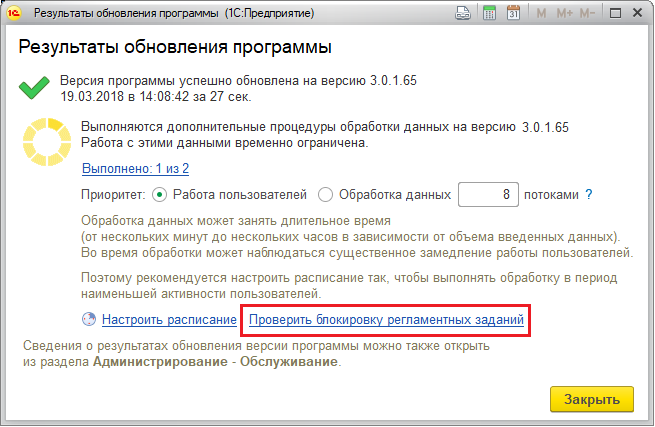 Результаты обновления программы (1С:Предприятие)
M M+ M-
Результаты обновления программы
Версия программы успешно обновлена на версию 3.0.1.65
19.03.2018 в 14:08:42 за 27 сек.
Выполняются дополнительные процедуры обработки данных на версию 3.0.1.65
Работа с этими данными временно ограничена.
Выполнено: 1 из 2
Приоритет: Работа пользователей Обработка данных 8 потоками ?
Обработка данных может занять длительное время
(от нескольких минут до нескольких часов в зависимости от объема введенных данных).
Во время обработки может наблюдаться существенное замедление работы пользователей.
Поэтому рекомендуется настроить расписание так, чтобы выполнять обработку в период
наименьшей активности пользователей.
Настроить расписание Проверить блокировку регламентных заданий
Сведения о результатах обновления версии программы можно также открыть
из раздела Администрирование - Обслуживание.
Закрыть